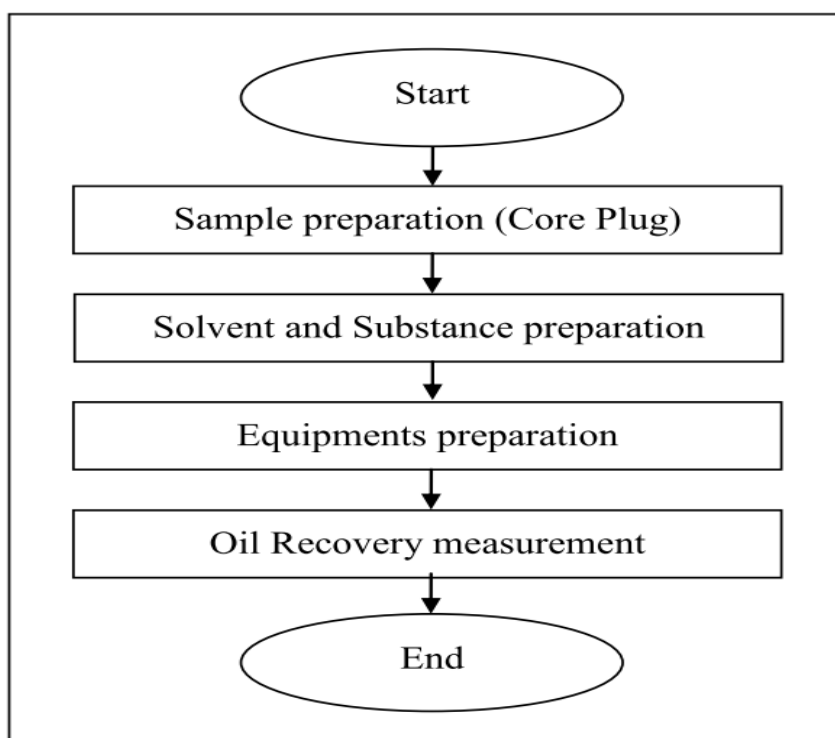 Start
Sample preparation (Core Plug)
Solvent and Substance preparation
Equipments preparation
Oil Recovery measurement
End